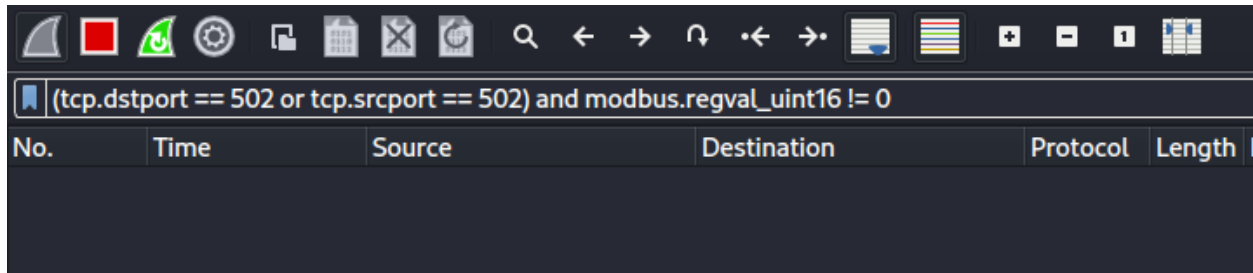 (tcp.dstport == 502 or tcp.srcport == 502) and modbus.regval_uint16 != 0
No. Time Source Destination Protocol Length